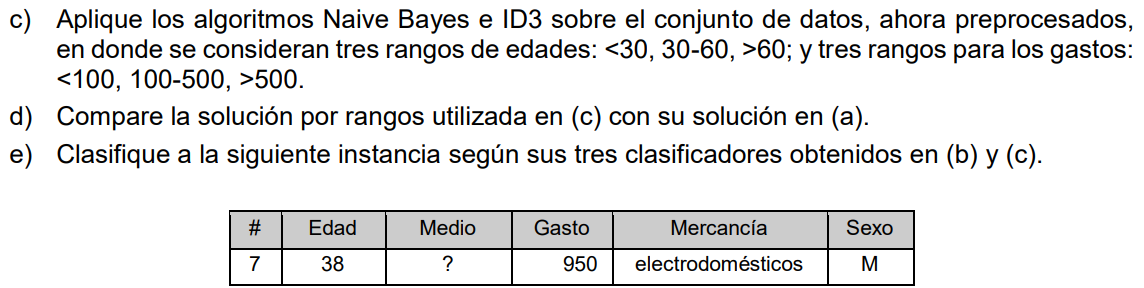 c) Aplique los algoritmos Naive Bayes e ID3 sobre el conjunto de datos, ahora preprocesados,
en donde se consideran tres rangos de edades: <30, 30-60, >60; y tres rangos para los gastos:
<100, 100-500, >500.
d) Compare la solución por rangos utilizada en (c) con su solución en (a).
e) Clasifique a la siguiente instancia según sus tres clasificadores obtenidos en (b) y (c).
# Edad Medio Gasto Mercancía Sexo
7 38 ? 950 electrodomésticos M